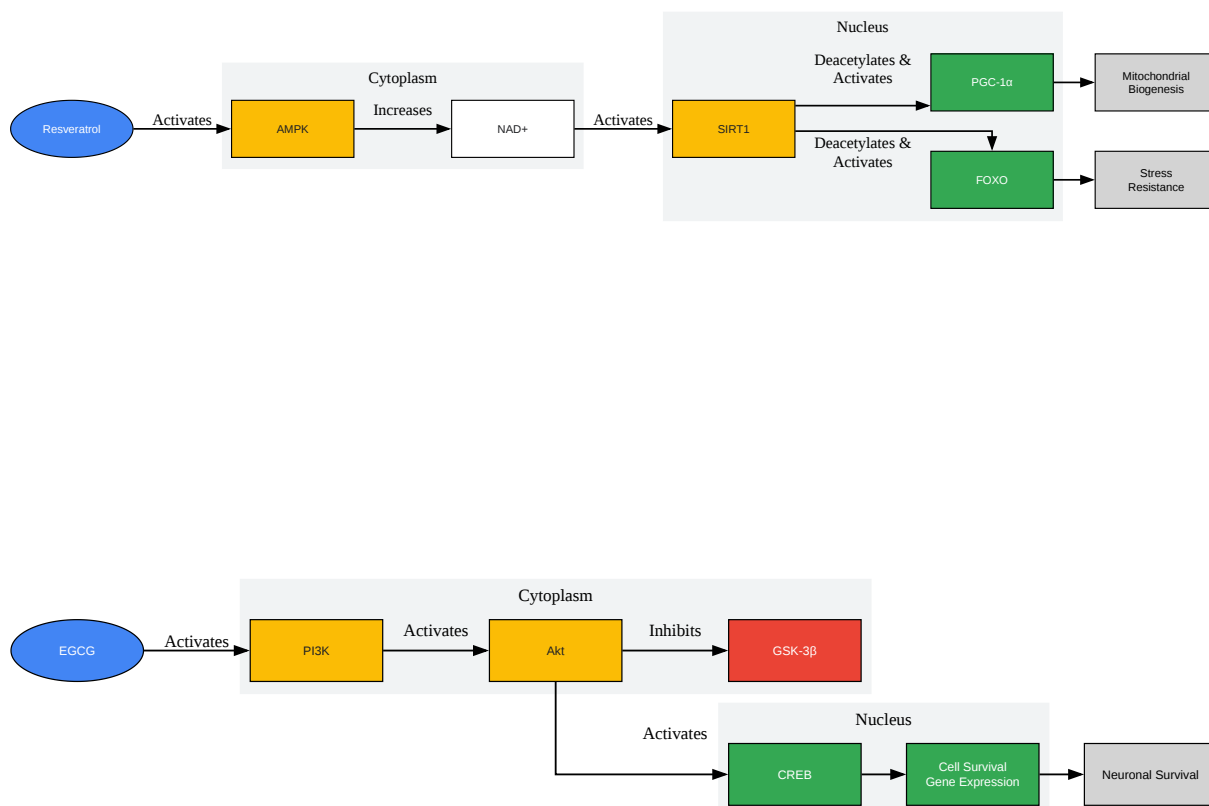 Nucleus
Cytoplasm
Deacetylates &
Activates
PGC-1α
Mitochondrial
Biogenesis
Resveratrol
Activates
AMPK
Increases
NAD+
Activates
SIRT1
Deacetylates &
Activates
FOXO
Stress
Resistance
Cytoplasm
EGCG
Activates
PI3K
Activates
Akt
Inhibits
GSK-3β
Nucleus
Activates
CREB
Cell Survival
Gene Expression
Neuronal Survival